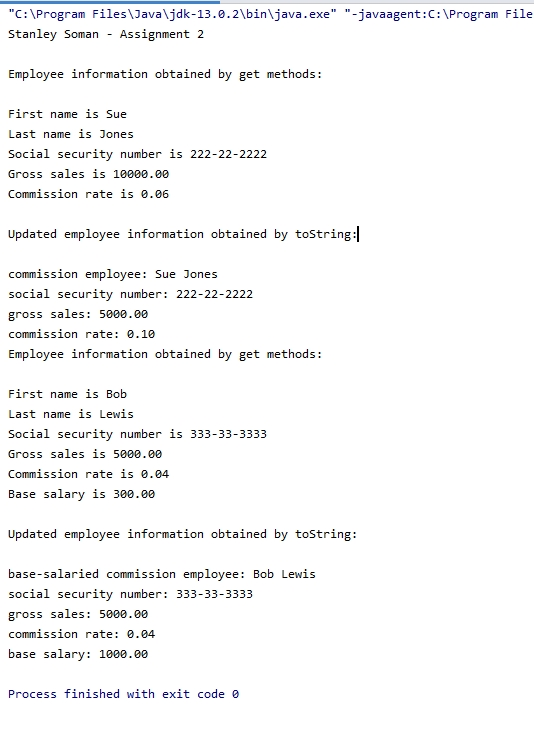 "C:\Program Files\Java\jdk-13.0.2\bin\java.exe" "-javaagent:C:\Program File
Stanley Soman - Assignment 2
Employee information obtained by get methods:
First name is Sue
Last name is Jones
Social security number is 222-22-2222
Gross sales is 10000.00
Commission rate is 0.06
Updated employee information obtained by toString:
commission employee: Sue Jones
social security number: 222-22-2222
gross sales: 5000.00
commission rate: 0.10
Employee information obtained by get methods:
First name is Bob
Last name is Lewis
Social security number is 333-33-3333
Gross sales is 5000.00
Commission rate is 0.04
Base salary is 300.00
Updated employee information obtained by toString:
base-salaried commission employee: Bob Lewis
social security number: 333-33-3333
gross sales: 5000.00
commission rate: 0.04
base salary: 1000.00
Process finished with exit code 0